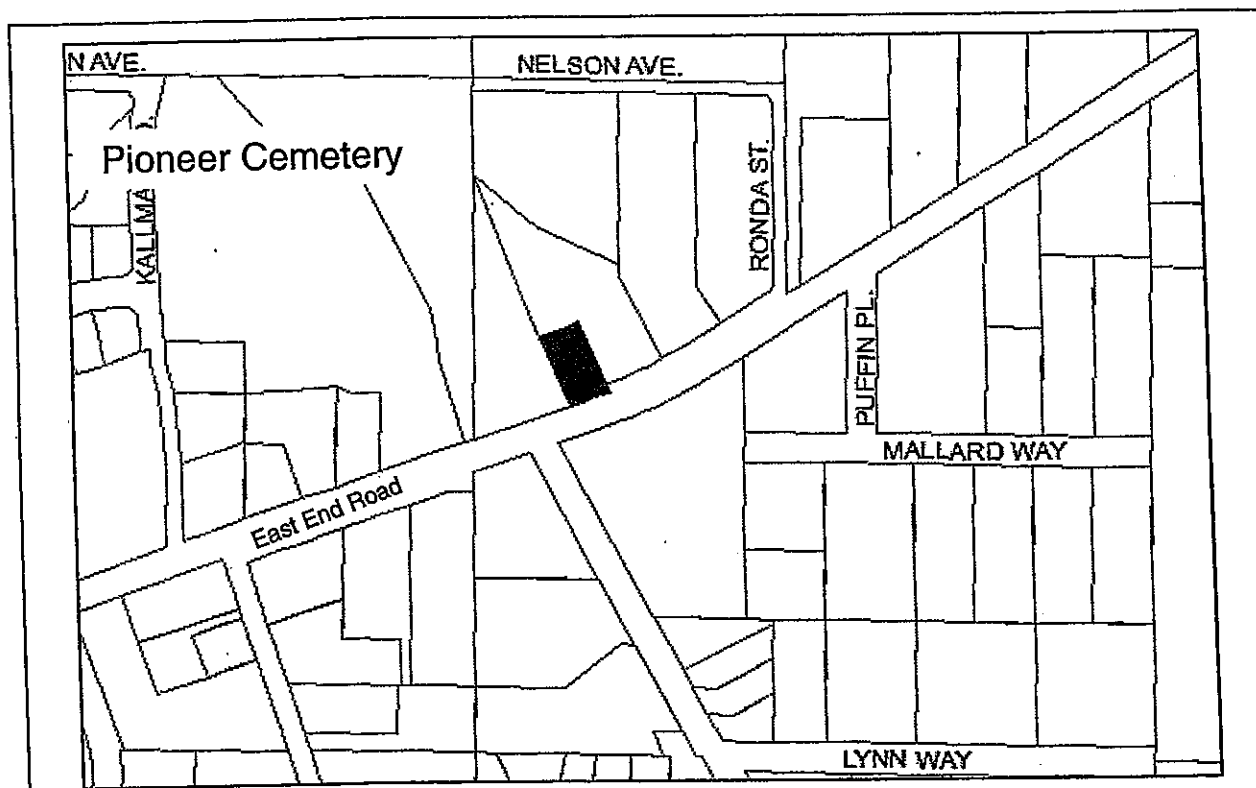 N AVE.
NELSON AVE.
Pioneer Cemetery
KALLMA
RONDA ST.
PUFFIN PL.
MALLARD WAY
East End Road
LYNN WAY